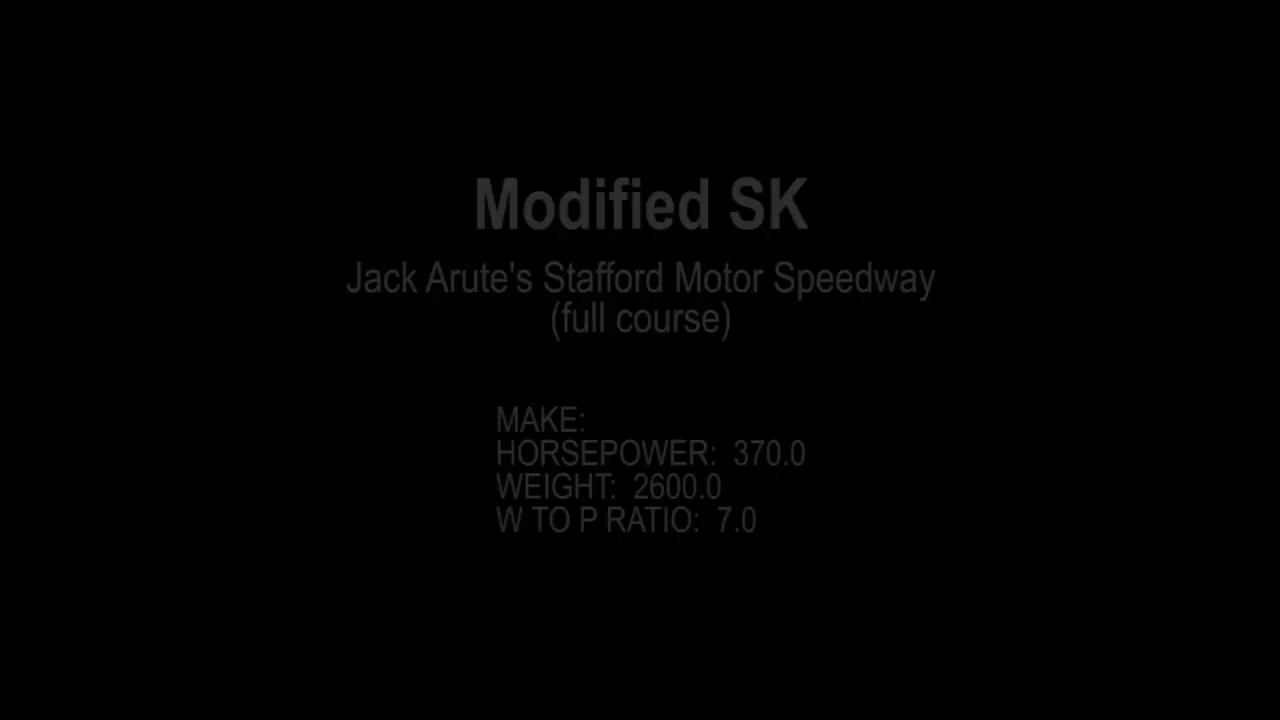 Modified SK
Jack Arute's Stafford Motor Speedway
(full course)
MAKE:
HORSEPOWER: 370.0
WEIGHT: 2600.0
W TO P RATIO: 7.0